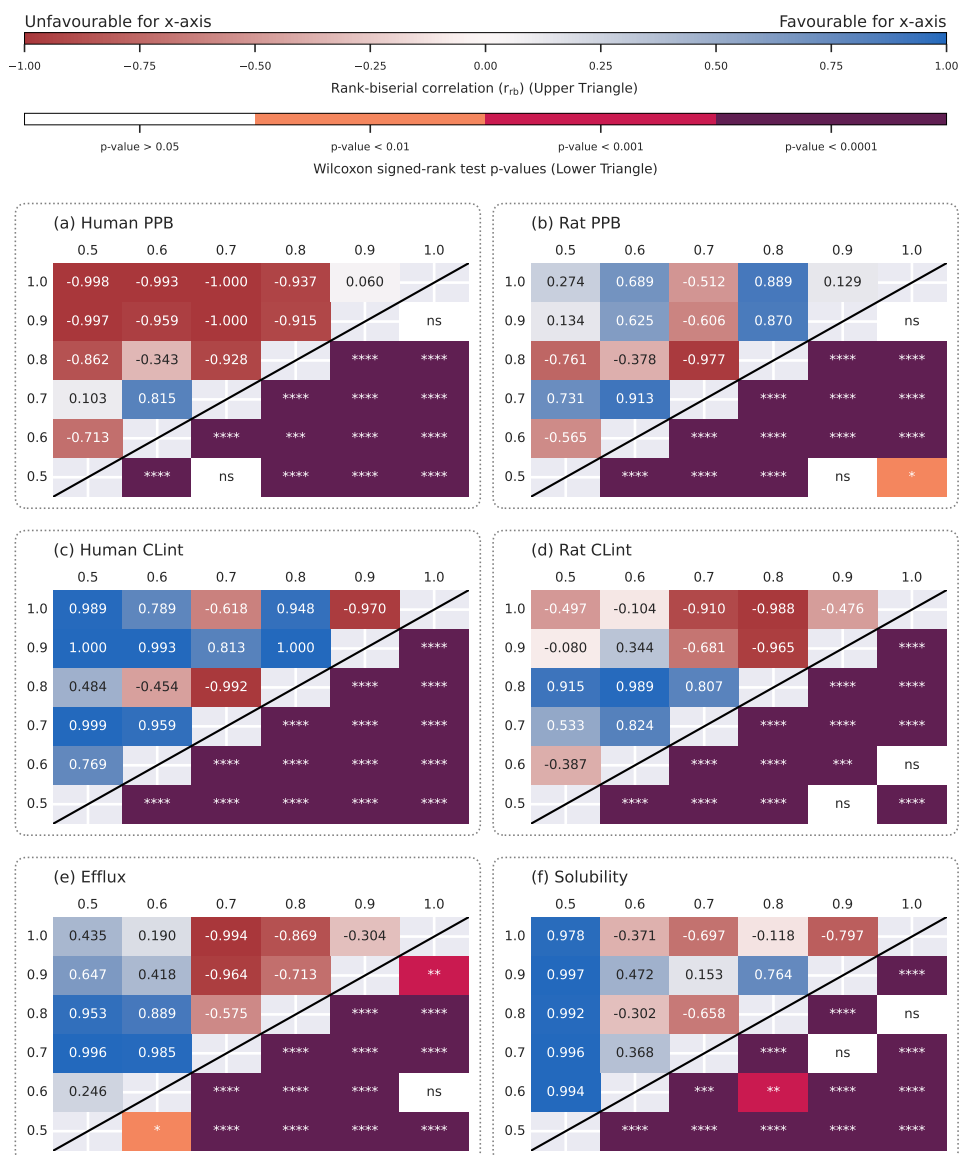 Unfavourable for x-axis Favourable for x-axis
−1.00 −0.75 −0.50 −0.25 0.00 0.25 0.50 0.75 1.00
Rank-biserial correlation (rrb) (Upper Triangle)
p-value > 0.05 p-value < 0.01 p-value < 0.001 p-value < 0.0001
Wilcoxon signed-rank test p-values (Lower Triangle)
(a) Human PPB
0.5 0.6 0.7 0.8 0.9 1.0
1.0 -0.998 -0.993 -1.000 -0.937 0.060
0.9 -0.997 -0.959 -1.000 -0.915 ns
0.8 -0.862 -0.343 -0.928 **** ****
0.7 0.103 0.815 **** **** ****
0.6 -0.713 **** *** **** ****
0.5 **** ns **** **** ****
(b) Rat PPB
0.5 0.6 0.7 0.8 0.9 1.0
1.0 0.274 0.689 -0.512 0.889 0.129
0.9 0.134 0.625 -0.606 0.870 ns
0.8 -0.761 -0.378 -0.977 **** ****
0.7 0.731 0.913 **** **** ****
0.6 -0.565 **** **** **** ****
0.5 **** **** **** ns *
(c) Human CLint
0.5 0.6 0.7 0.8 0.9 1.0
1.0 0.989 0.789 -0.618 0.948 -0.970
0.9 1.000 0.993 0.813 1.000 ****
0.8 0.484 -0.454 -0.992 **** ****
0.7 0.999 0.959 **** **** ****
0.6 0.769 **** **** **** ****
0.5 **** **** **** **** ****
(d) Rat CLint
0.5 0.6 0.7 0.8 0.9 1.0
1.0 -0.497 -0.104 -0.910 -0.988 -0.476
0.9 -0.080 0.344 -0.681 -0.965 ****
0.8 0.915 0.989 0.807 **** ****
0.7 0.533 0.824 **** **** ****
0.6 -0.387 **** **** *** ns
0.5 **** **** **** ns ****
(e) Efflux
0.5 0.6 0.7 0.8 0.9 1.0
1.0 0.435 0.190 -0.994 -0.869 -0.304
0.9 0.647 0.418 -0.964 -0.713 **
0.8 0.953 0.889 -0.575 **** ****
0.7 0.996 0.985 **** **** ****
0.6 0.246 **** **** **** ns
0.5 * **** **** **** ****
(f) Solubility
0.5 0.6 0.7 0.8 0.9 1.0
1.0 0.978 -0.371 -0.697 -0.118 -0.797
0.9 0.997 0.472 0.153 0.764 ****
0.8 0.992 -0.302 -0.658 **** ns
0.7 0.996 0.368 **** ns ****
0.6 0.994 *** ** **** ****
0.5 **** **** **** **** ****